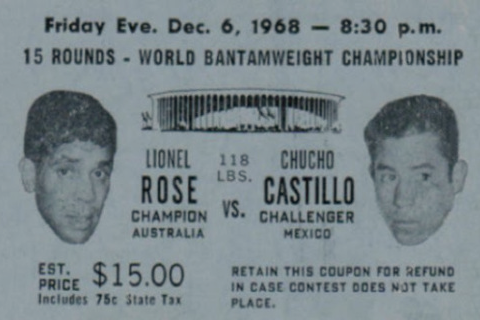 Friday Eve. Dec. 6, 1968 — 8:30 p.m.
15 ROUNDS - WORLD BANTAMWEIGHT CHAMPIONSHIP
LIONEL
ROSE
CHAMPION
AUSTRALIA
118
LBS.
VS.
CHUCHO
CASTILLO
CHALLENGER
MEXICO
EST.
PRICE $15.00
Includes 75c State Tax
RETAIN THIS COUPON FOR REFUND
IN CASE CONTEST DOES NOT TAKE
PLACE.